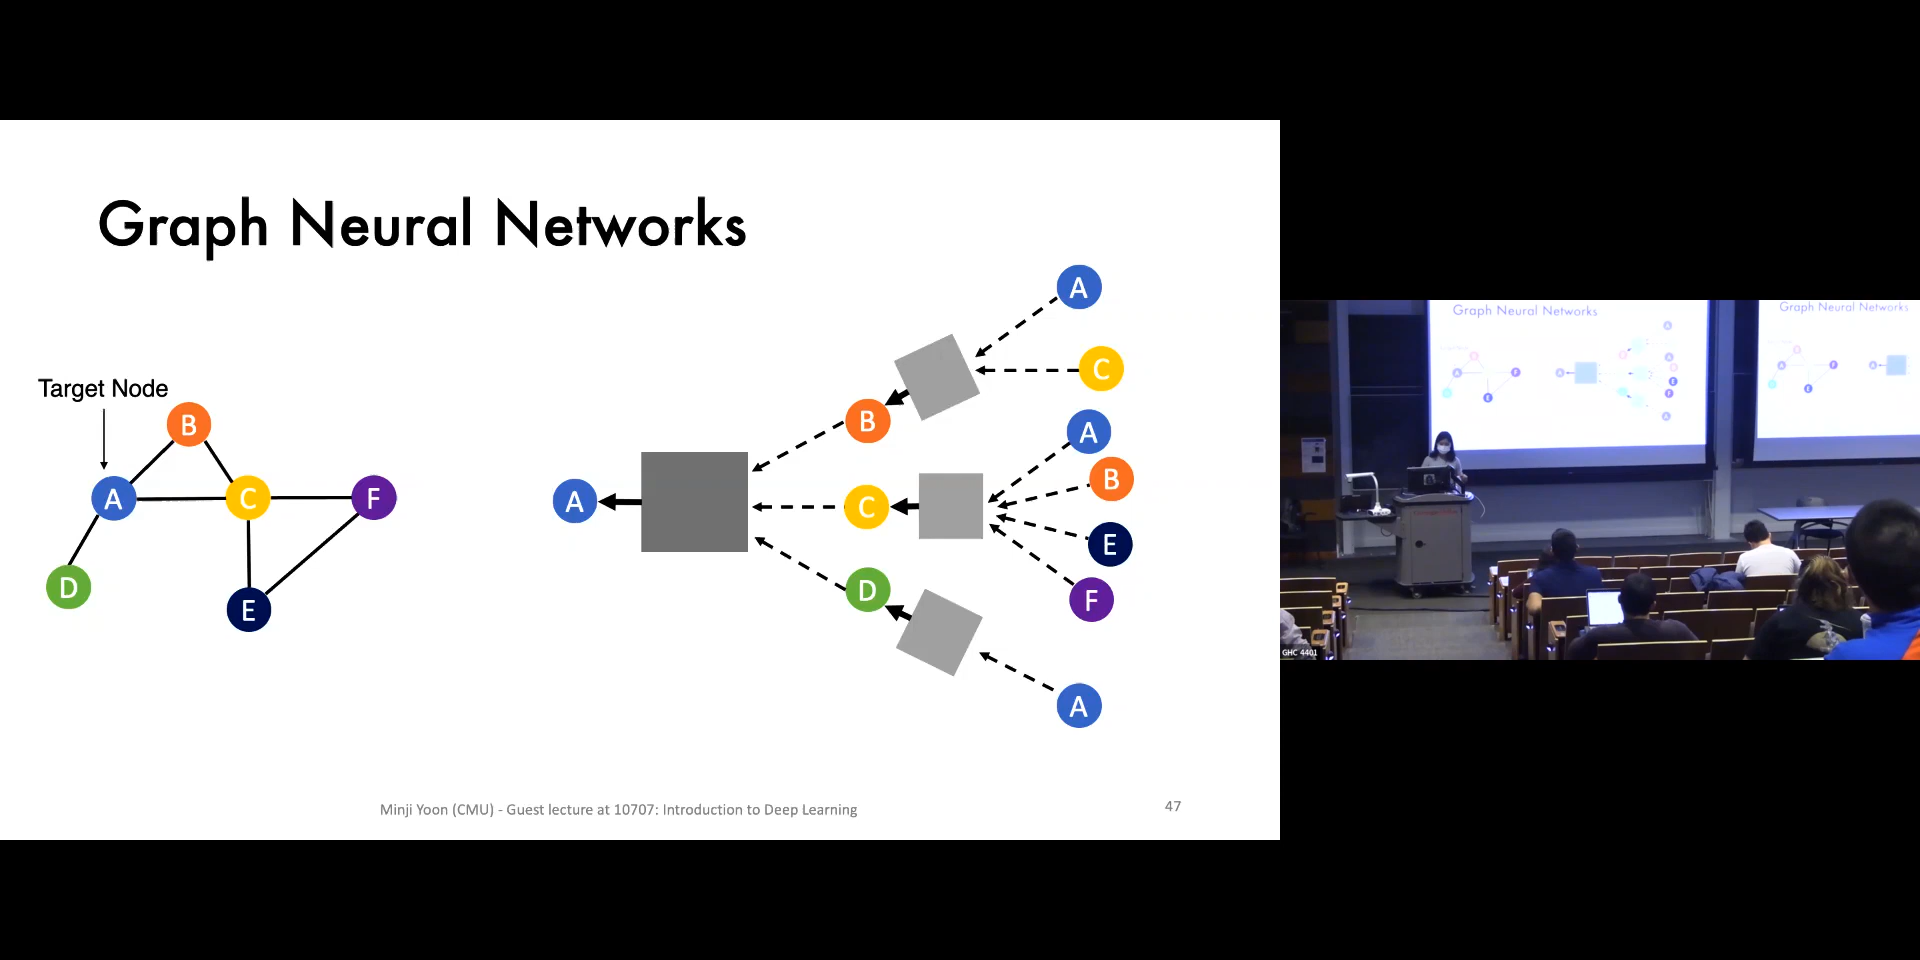 Graph Neural Networks
Target Node
A
B
C
D
E
F
A
B
C
D
A
C
A
B
E
F
A
Minji Yoon (CMU) - Guest lecture at 10707: Introduction to Deep Learning
47
Graph Neural Networks
Graph Neural Networks
GHC 4401